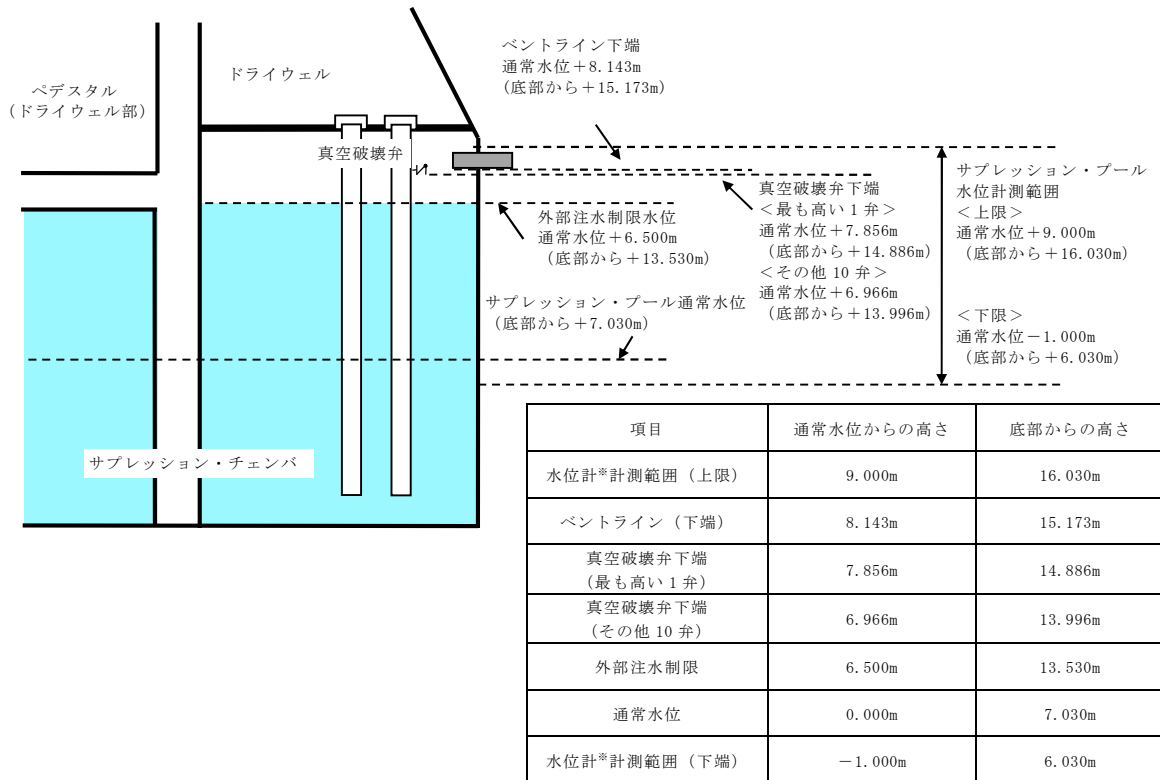 ペデスタル
（ドライウェル部）
ドライウェル
真空破壊弁
サプレッション・チェンバ
ベントライン下端
通常水位＋8.143m
(底部から＋15.173m)
外部注水制限水位
通常水位＋6.500m
（底部から＋13.530m）
サプレッション・プール通常水位
（底部から＋7.030m）
真空破壊弁下端
＜最も高い1弁＞
通常水位＋7.856m
（底部から＋14.886m）
＜その他10弁＞
通常水位＋6.966m
（底部から＋13.996m）
サプレッション・プール
水位計測範囲
＜上限＞
通常水位＋9.000m
（底部から＋16.030m）
＜下限＞
通常水位－1.000m
（底部から＋6.030m）
項目 通常水位からの高さ 底部からの高さ
水位計※計測範囲（上限） 9.000m 16.030m
ベントライン（下端） 8.143m 15.173m
真空破壊弁下端
（最も高い1弁） 7.856m 14.886m
真空破壊弁下端
（その他10弁） 6.966m 13.996m
外部注水制限 6.500m 13.530m
通常水位 0.000m 7.030m
水位計※計測範囲（下端） －1.000m 6.030m